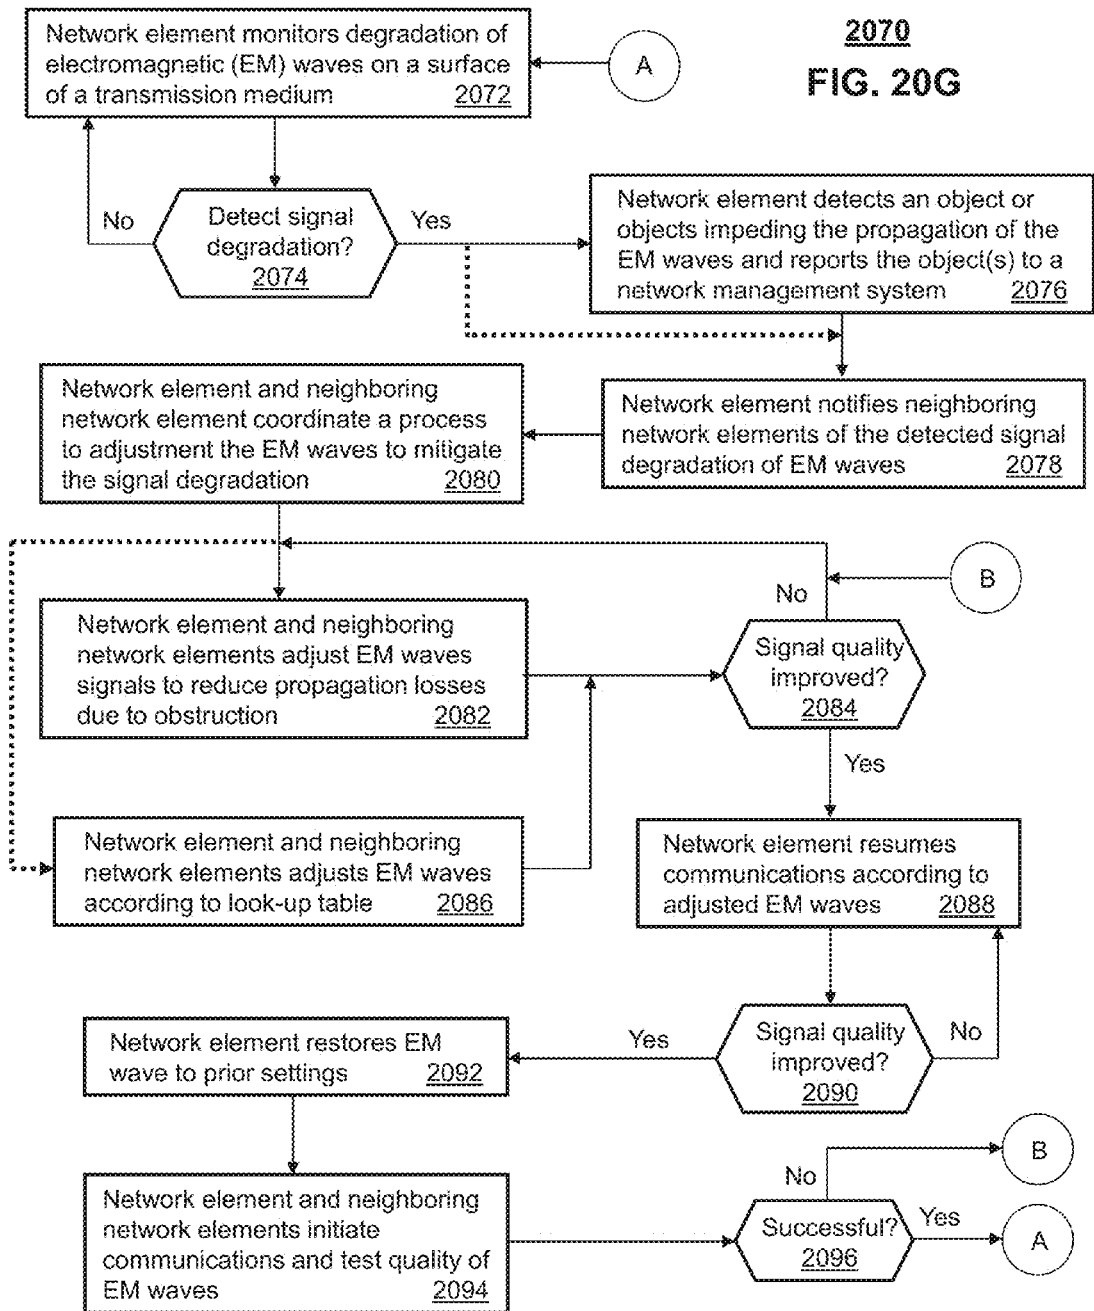 2070
FIG. 20G
Network element monitors degradation of
electromagnetic (EM) waves on a surface
of a transmission medium 2072
A
No
Detect signal
degradation?
2074
Yes
Network element detects an object or
objects impeding the propagation of the
EM waves and reports the object(s) to a
network management system 2076
Network element notifies neighboring
network elements of the detected signal
degradation of EM waves 2078
Network element and neighboring
network element coordinate a process
to adjustment the EM waves to mitigate
the signal degradation 2080
B
No
Network element and neighboring
network elements adjust EM waves
signals to reduce propagation losses
due to obstruction 2082
Signal quality
improved?
2084
Yes
Network element and neighboring
network elements adjusts EM waves
according to look-up table 2086
Network element resumes
communications according to
adjusted EM waves 2088
Signal quality
improved?
2090
Yes
No
Network element restores EM
wave to prior settings 2092
Network element and neighboring
network elements initiate
communications and test quality of
EM waves 2094
Successful?
2096
No
B
Yes
A